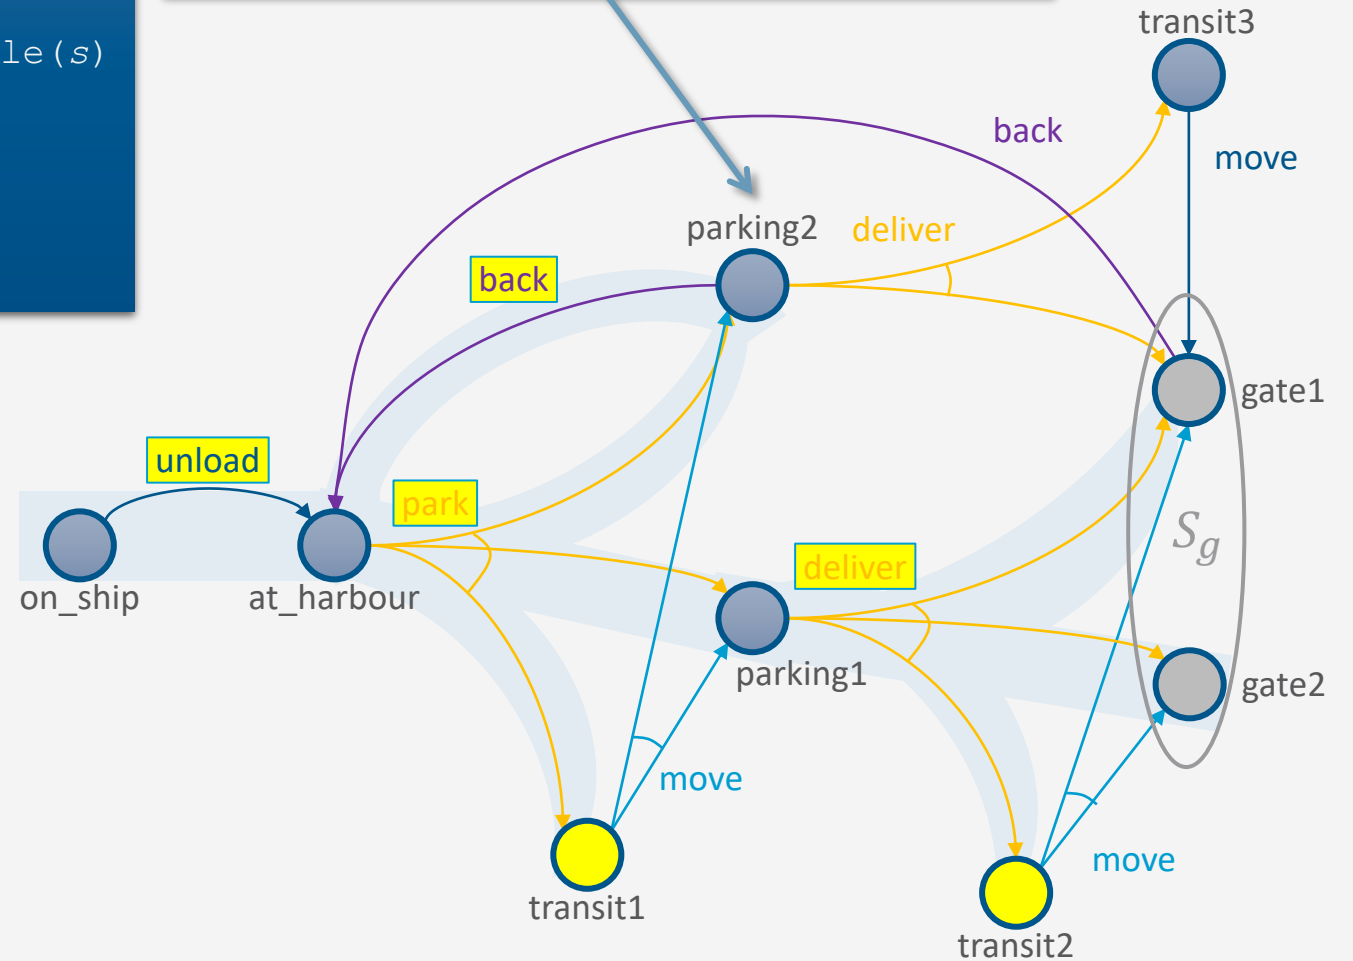 le(s)
transit3
back
move
parking2
deliver
back
gate1
unload
park
S_g
deliver
on_ship
at_harbour
parking1
gate2
move
move
transit1
transit2